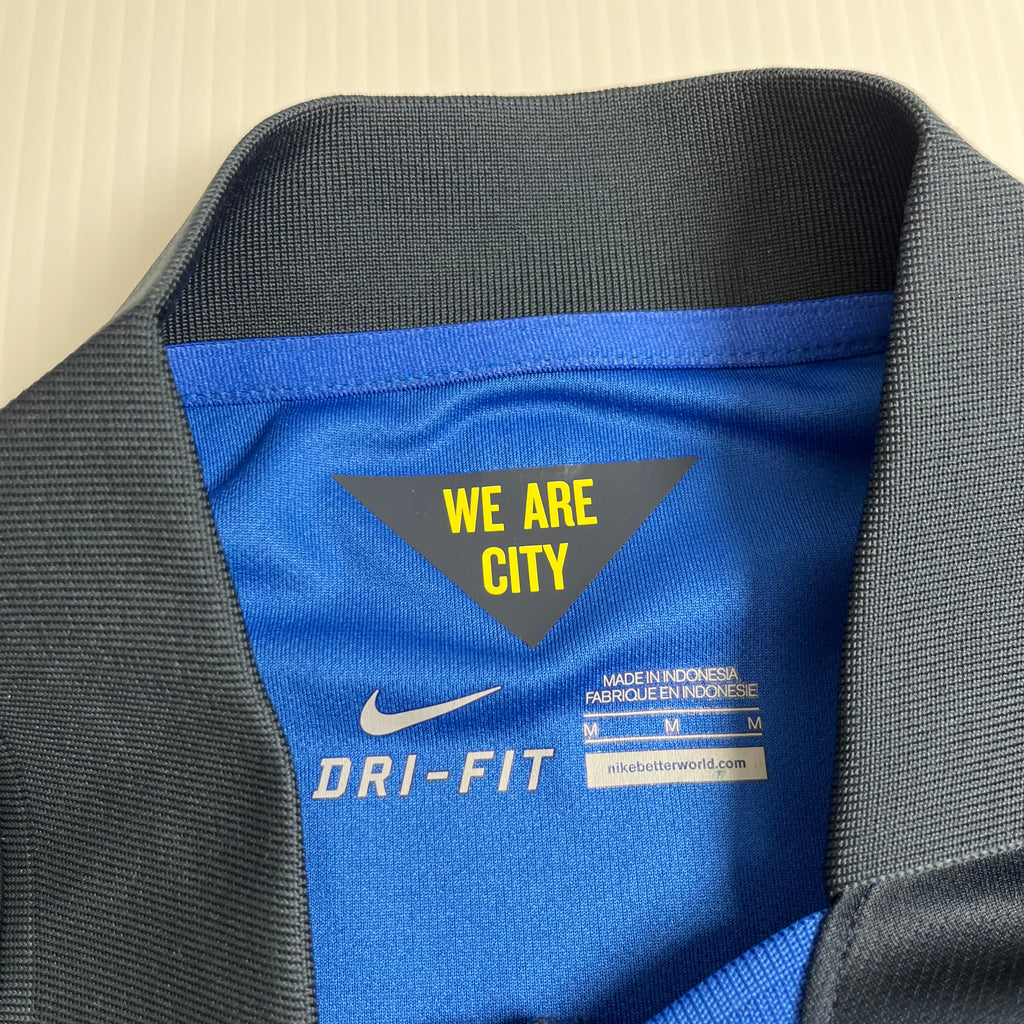 WE ARE
CITY
DRI-FIT
MADE IN INDONESIA
FABRIQUE EN INDONESIE
M M M
nikebetterworld.com